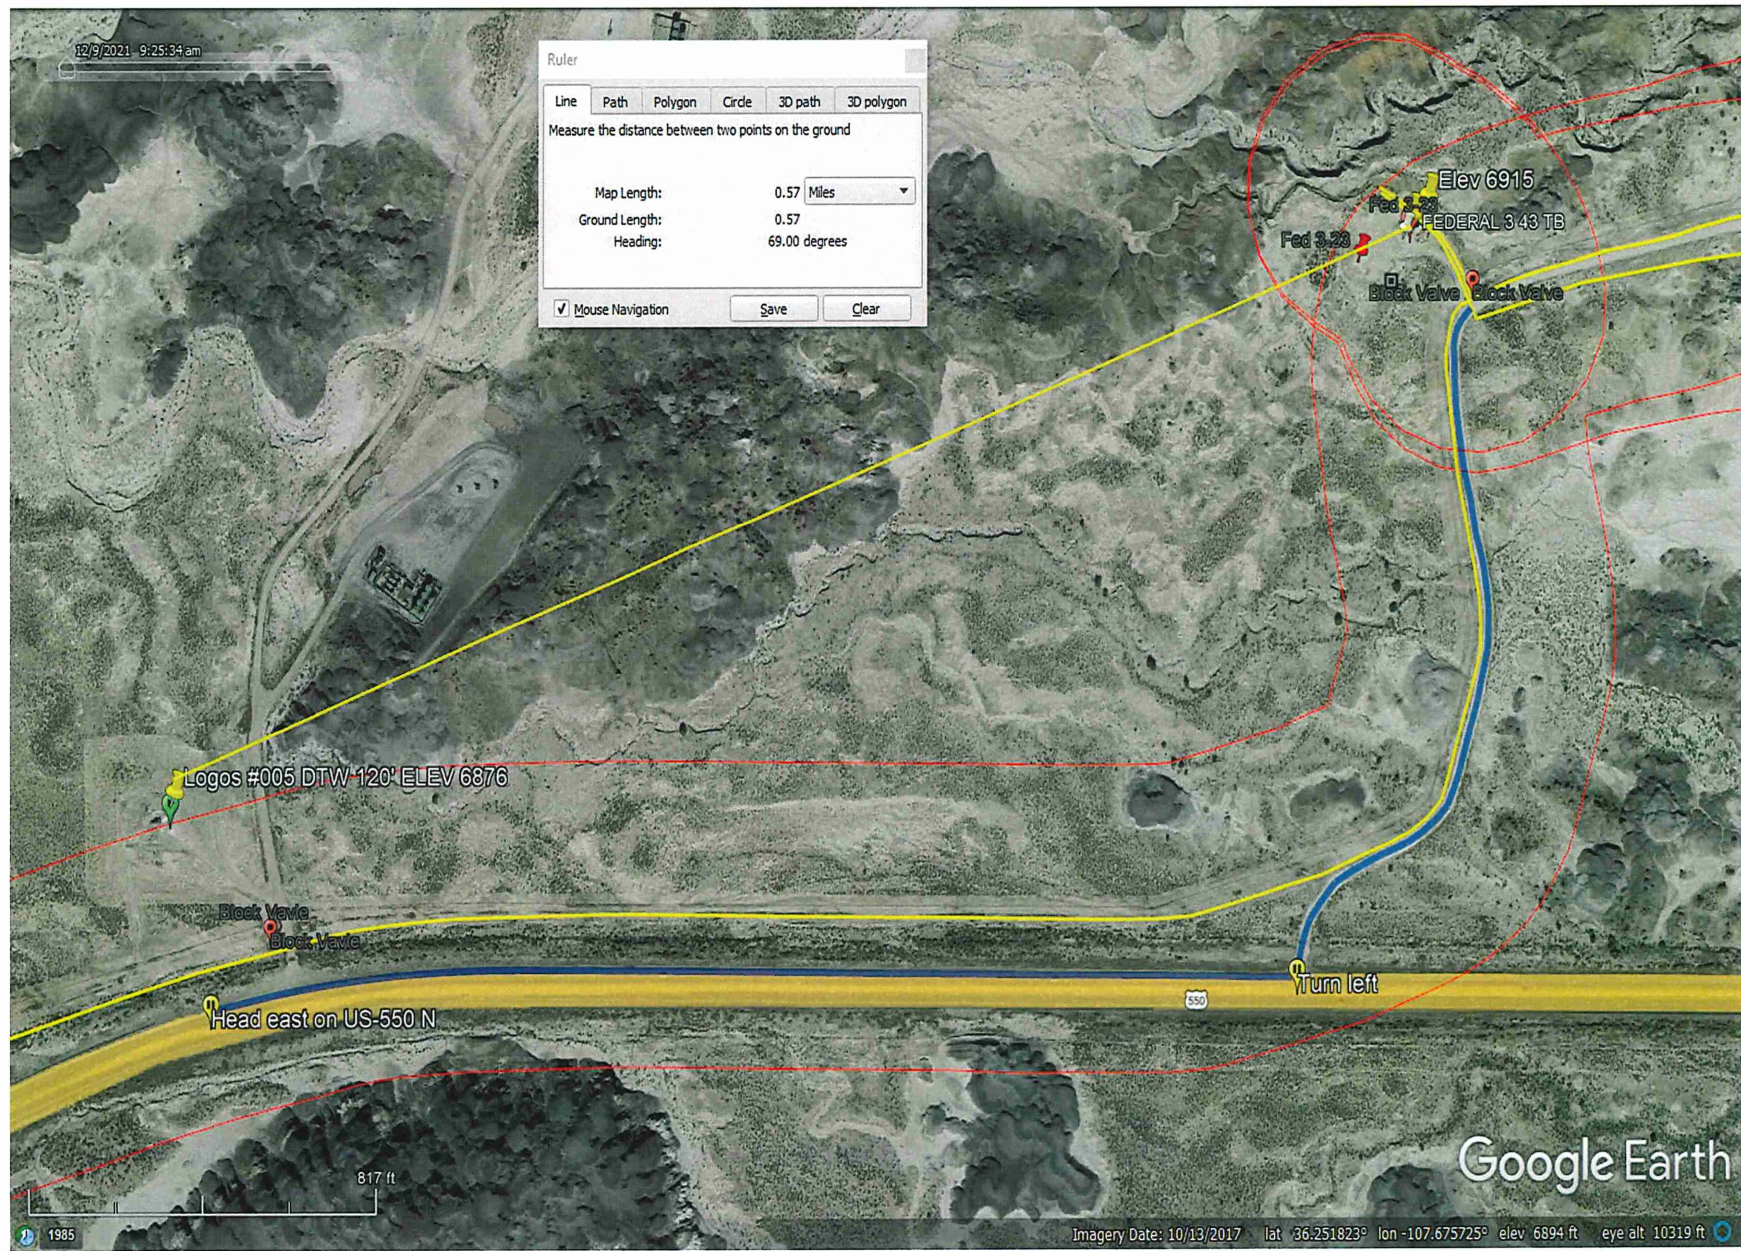 12/9/2021 9:25:34 am
Ruler
Line Path Polygon Circle 3D path 3D polygon
Measure the distance between two points on the ground
Map Length: 0.57 Miles
Ground Length: 0.57
Heading: 69.00 degrees
Mouse Navigation Save Clear
Elev 6915
Fed 3-23
FEDERAL 3 43 TB
Fed 3-23
Block Valve Block Valve
Logos #005 DTW 120' ELEV 6876
Block Vavle
Block Vavle
Turn left
550
Head east on US-550 N
Google Earth
817 ft
1985
Imagery Date: 10/13/2017 lat 36.251823° lon -107.675725° elev 6894 ft eye alt 10319 ft